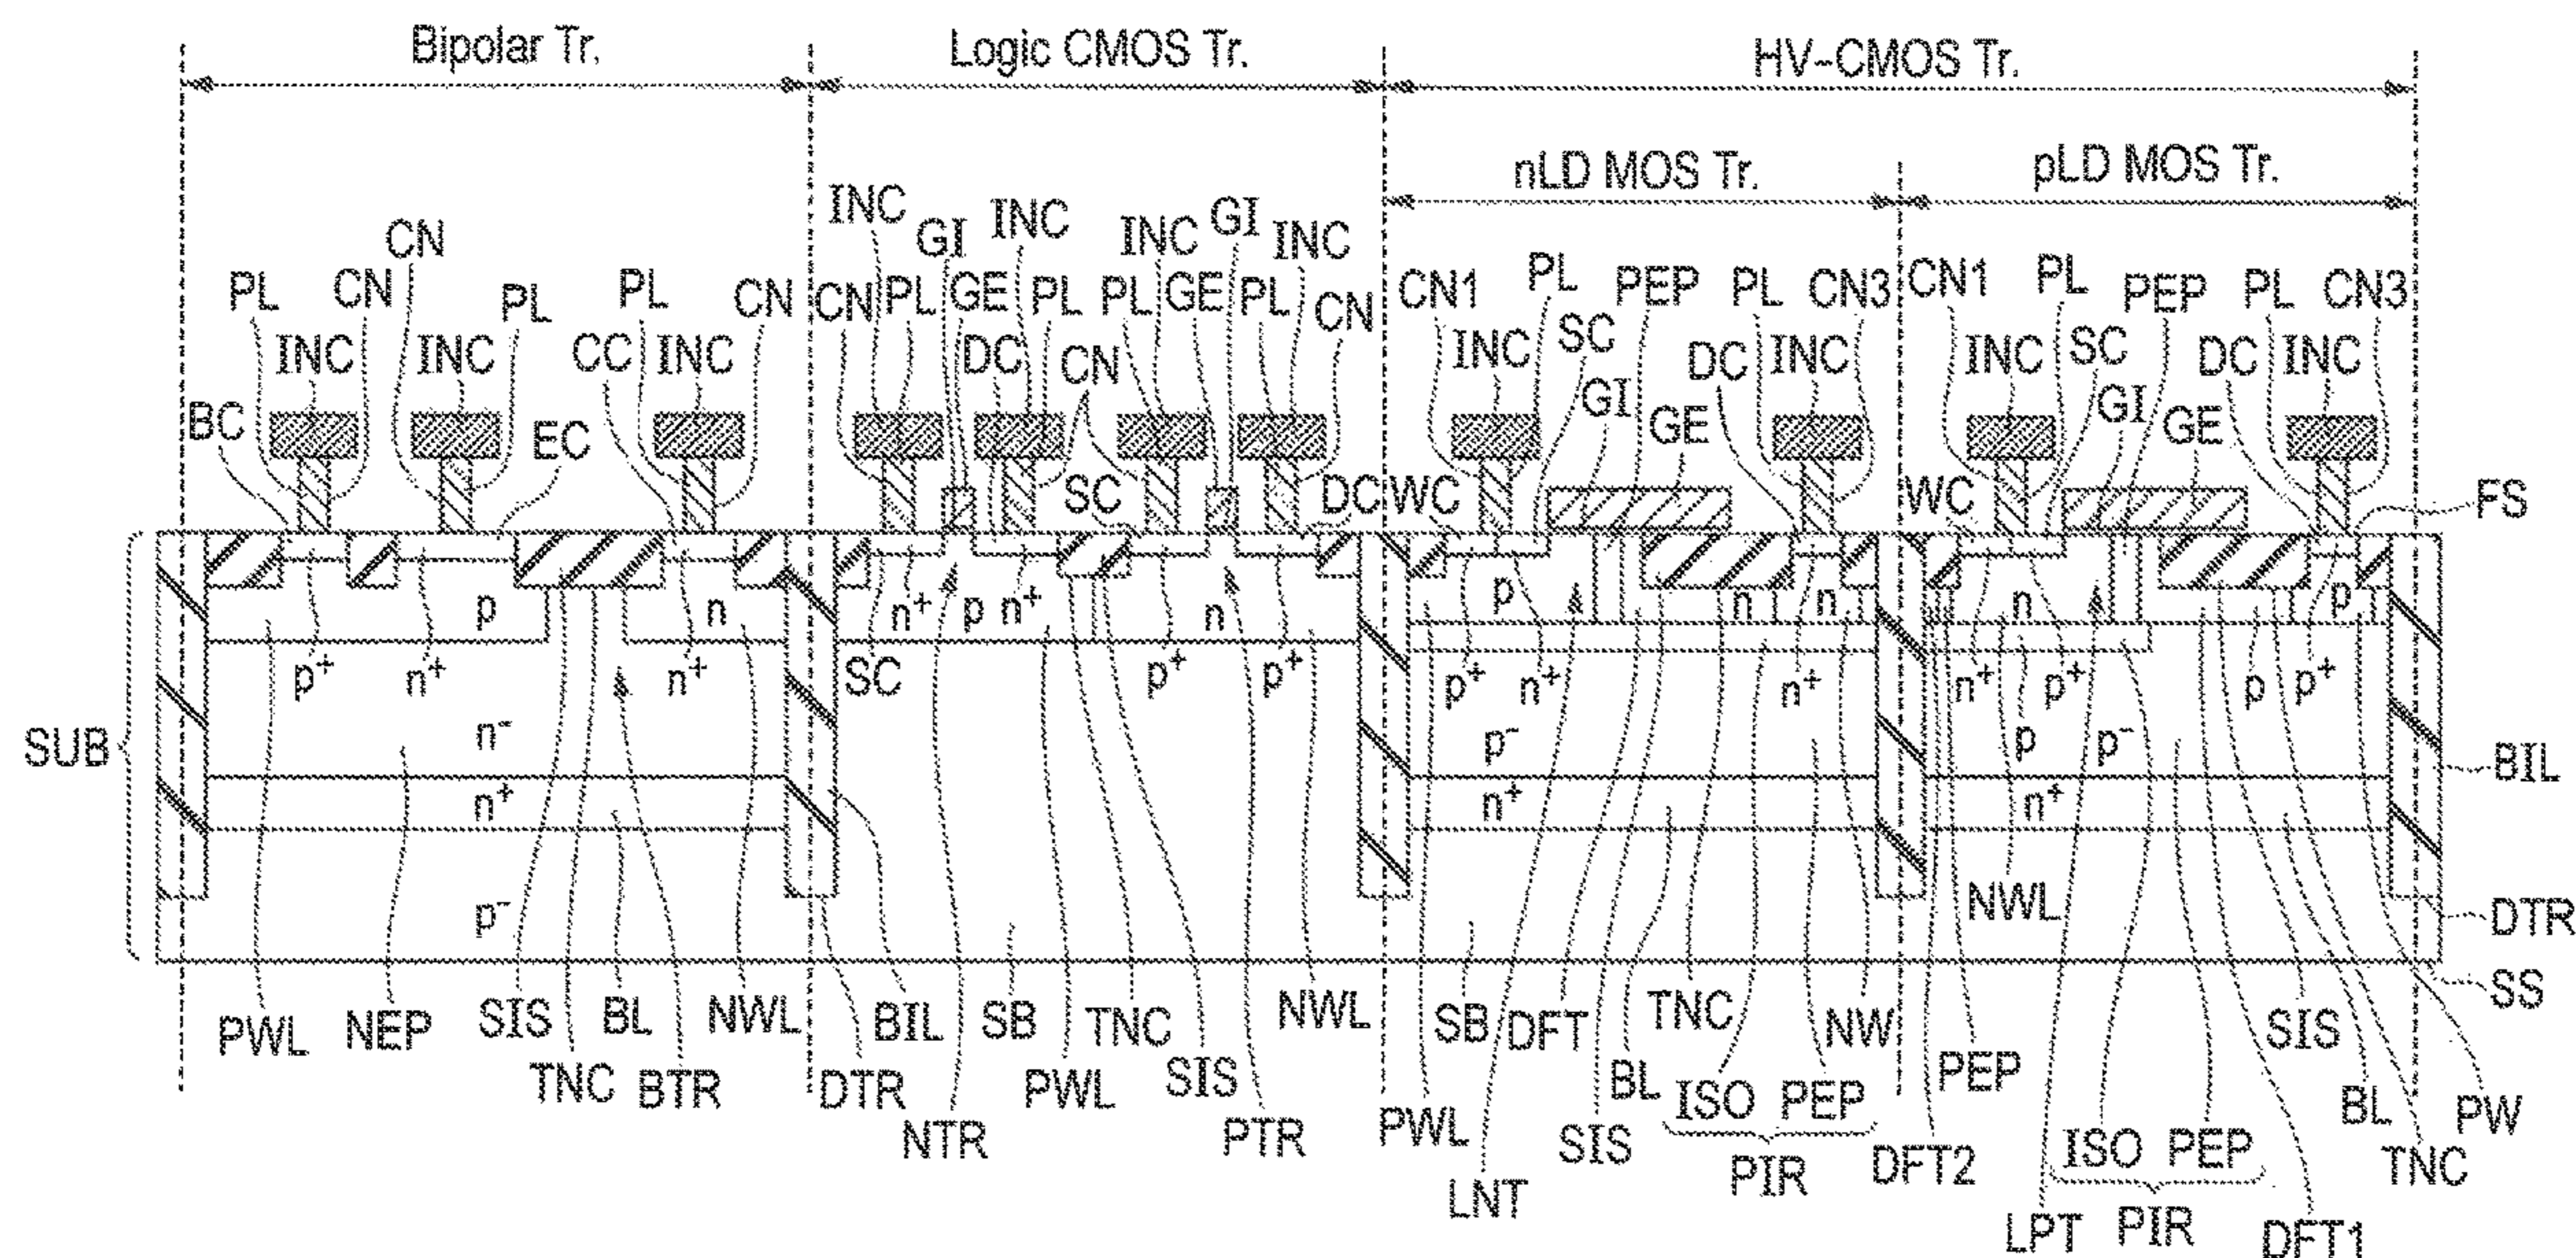 Bipolar Tr. Logic CMOS Tr. HV-CMOS Tr.
nLD MOS Tr. pLD MOS Tr.
INC GI INC INC GI INC
CN
PL CN PL PL CN CN PL GE PL PL GE PL CN CN1 PL PEP PL CN3 CN1 PL PEP PL CN3
INC INC CC INC DC CN INC SC DC INC INC SC DC INC
BC EC GI GE GI GE
SC DC WC WC FS
p n n+ p n+ n p n n n p
p+ n+ n+ SC p+ p+ p+ n+ n+ n+ p+ p p+
SUB n- p- p p- BIL
n+ n+ n+
p- NWL DTR
SS
PWL NEP SIS BL NWL BIL SB TNC NWL SB DFT TNC NW SIS
TNC BTR DTR PWL SIS BL ISO PEP PEP BL PW
NTR PTR PWL SIS PIR DFT2 ISO PEP TNC
LNT LPT PIR DFT1